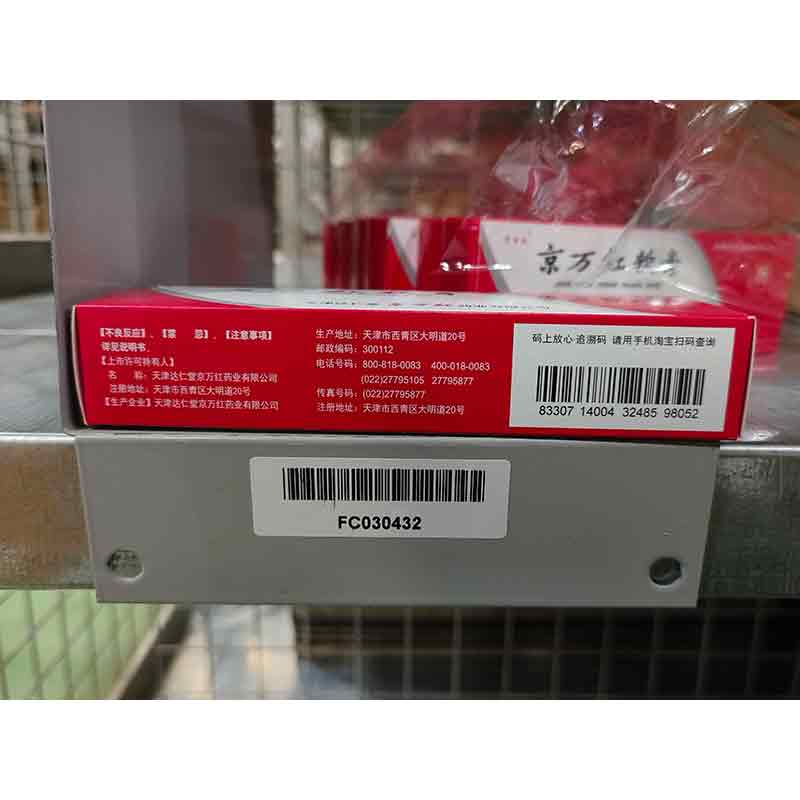 京万红软膏
【不良反应】、【禁 忌】、【注意事项】
详见说明书。
【上市许可持有人】
名 称：天津达仁堂京万红药业有限公司
注册地址：天津市西青区大明道20号
【生产企业】天津达仁堂京万红药业有限公司
生产地址：天津市西青区大明道20号
邮政编码：300112
电话号码：800-818-0083 400-018-0083
(022)27795105 27795877
传真号码：(022)27795877
注册地址：天津市西青区大明道20号
码上放心·追溯码 请用手机淘宝扫码查询
83307 14004 32485 98052
FC030432